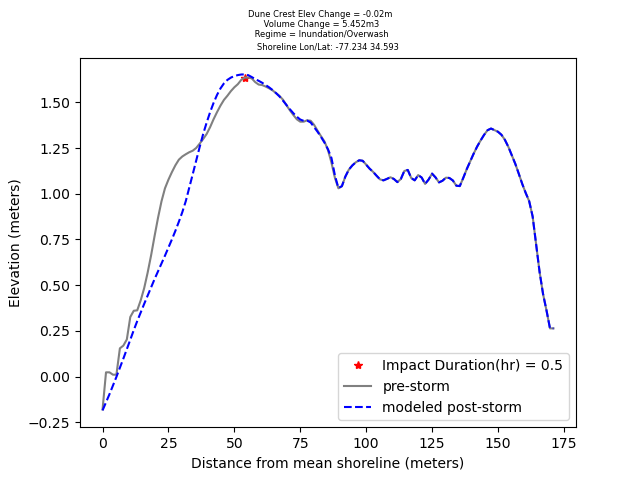 Dune Crest Elev Change = -0.02m
Volume Change = 5.452m3
Regime = Inundation/Overwash
Shoreline Lon/Lat: -77.234 34.593
1.50
1.25
1.00
0.75
0.50
0.25
0.00
−0.25
Elevation (meters)
Impact Duration(hr) = 0.5
pre-storm
modeled post-storm
0 25 50 75 100 125 150 175
Distance from mean shoreline (meters)